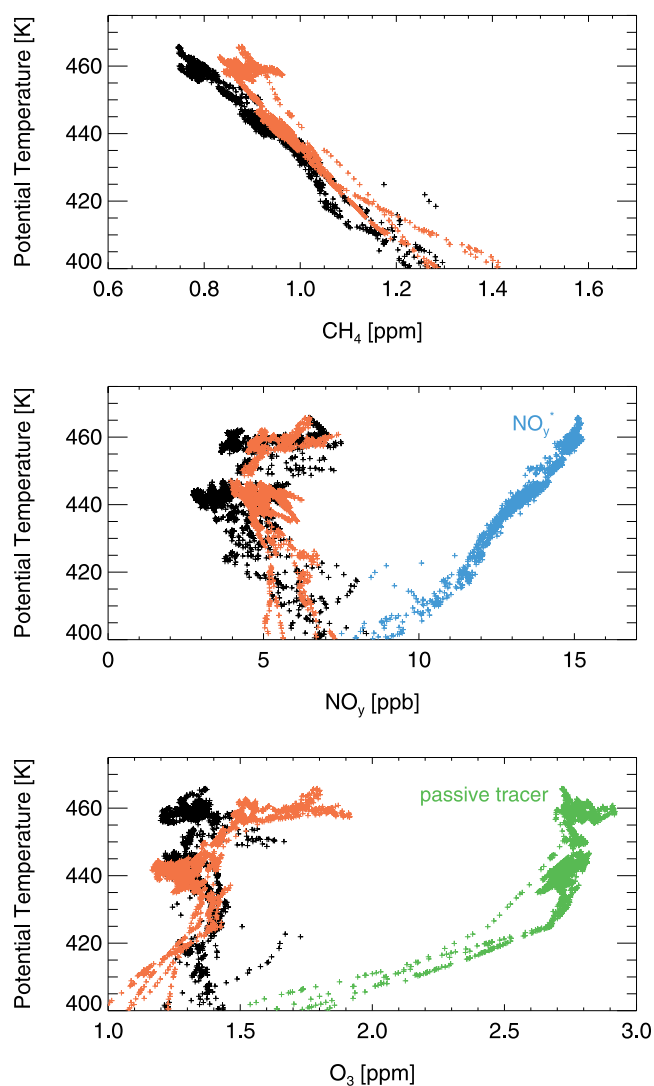 Potential Temperature [K]
460
440
420
400
0.6 0.8 1.0 1.2 1.4 1.6
CH₄ [ppm]
Potential Temperature [K]
NOy*
460
440
420
400
0 5 10 15
NOy [ppb]
Potential Temperature [K]
passive tracer
460
440
420
400
1.0 1.5 2.0 2.5 3.0
O₃ [ppm]